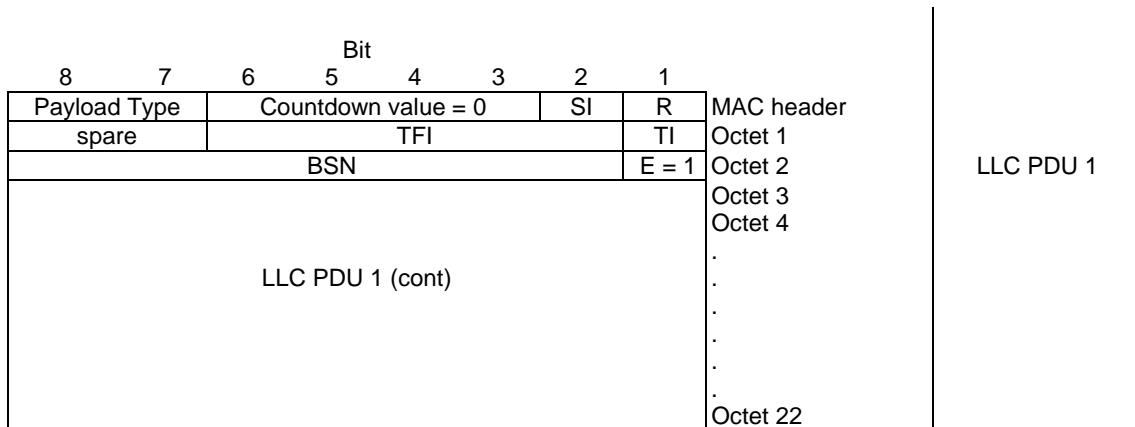 Bit
8 7 6 5 4 3 2 1
Payload Type Countdown value = 0 SI R MAC header
spare TFI TI Octet 1
BSN E = 1 Octet 2 LLC PDU 1
Octet 3
Octet 4
.
LLC PDU 1 (cont) .
.
.
.
.
Octet 22